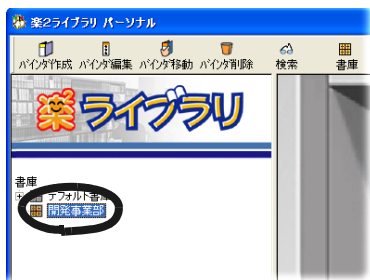 楽2ライブラリ パーソナル
バインダ作成 バインダ編集 バインダ移動 バインダ削除 検索 書庫
楽 ライブラリ
書庫
デフォルト書庫
開発事業部